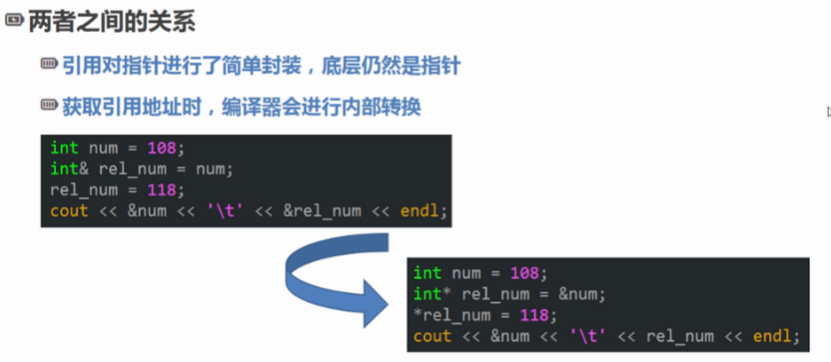 两者之间的关系
引用对指针进行了简单封装，底层仍然是指针
获取引用地址时，编译器会进行内部转换
int num = 108;
int& rel_num = num;
rel_num = 118;
cout << &num << '\t' << &rel_num << endl;
int num = 108;
int* rel_num = &num;
*rel_num = 118;
cout << &num << '\t' << rel_num << endl;